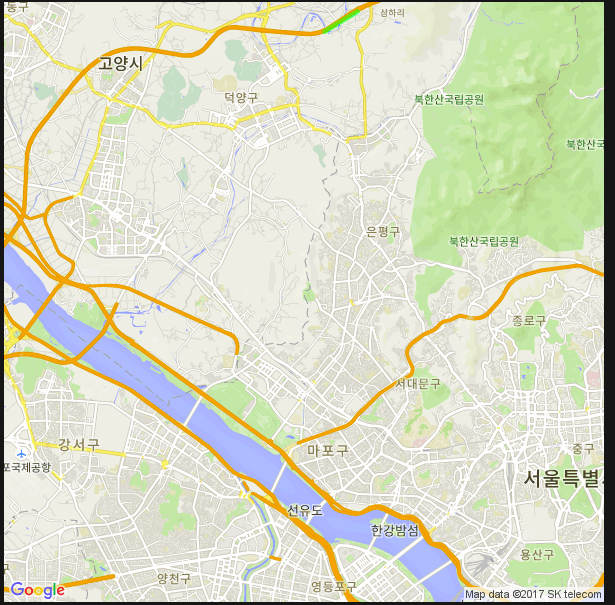 동구
삼하리
고양시
덕양구
북한산국립공원
북한산
은평구
북한산국립공원
종로구
서대문구
강서구
마포구
중구
포국제공항
서울특별시
선유도
한강밤섬
용산구
양천구
영등포구
구
Google
Map data ©2017 SK telecom